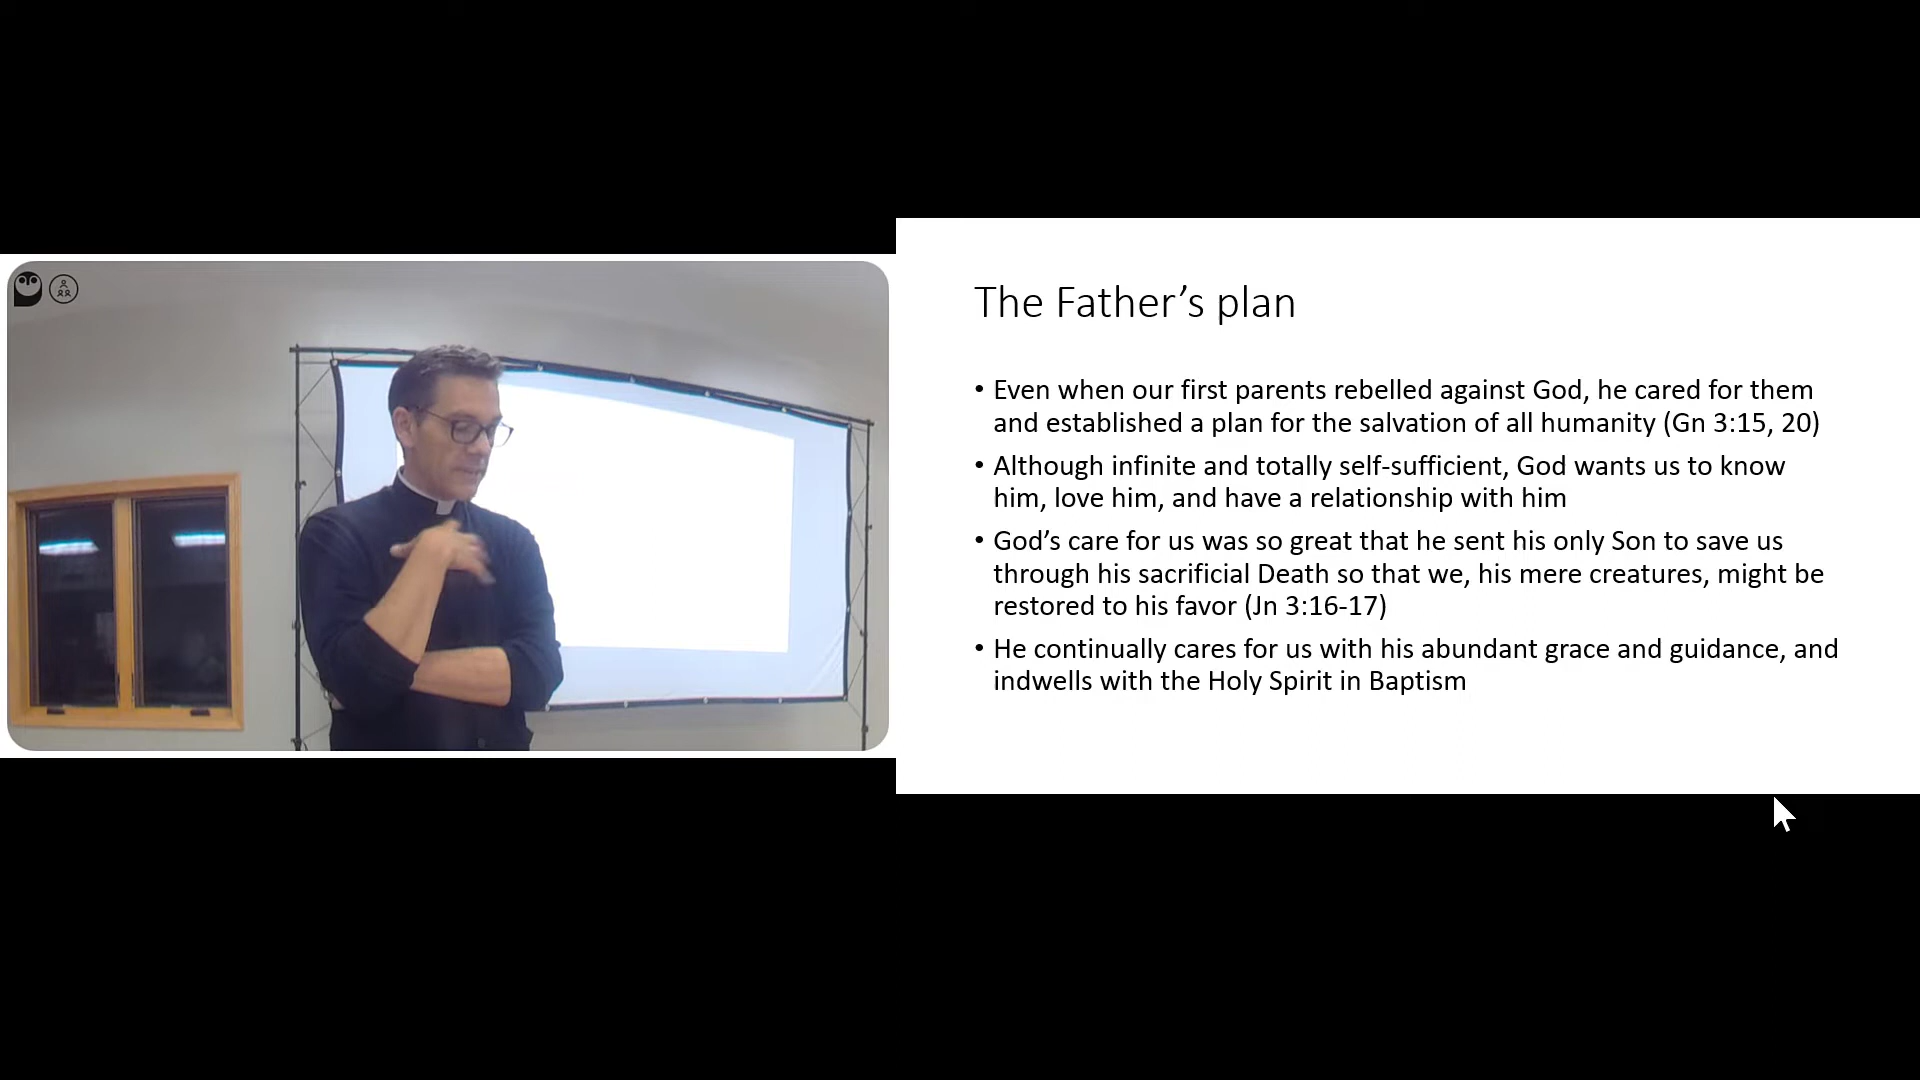 The Father’s plan
• Even when our first parents rebelled against God, he cared for them
and established a plan for the salvation of all humanity (Gn 3:15, 20)
• Although infinite and totally self-sufficient, God wants us to know
him, love him, and have a relationship with him
• God’s care for us was so great that he sent his only Son to save us
through his sacrificial Death so that we, his mere creatures, might be
restored to his favor (Jn 3:16-17)
• He continually cares for us with his abundant grace and guidance, and
indwells with the Holy Spirit in Baptism